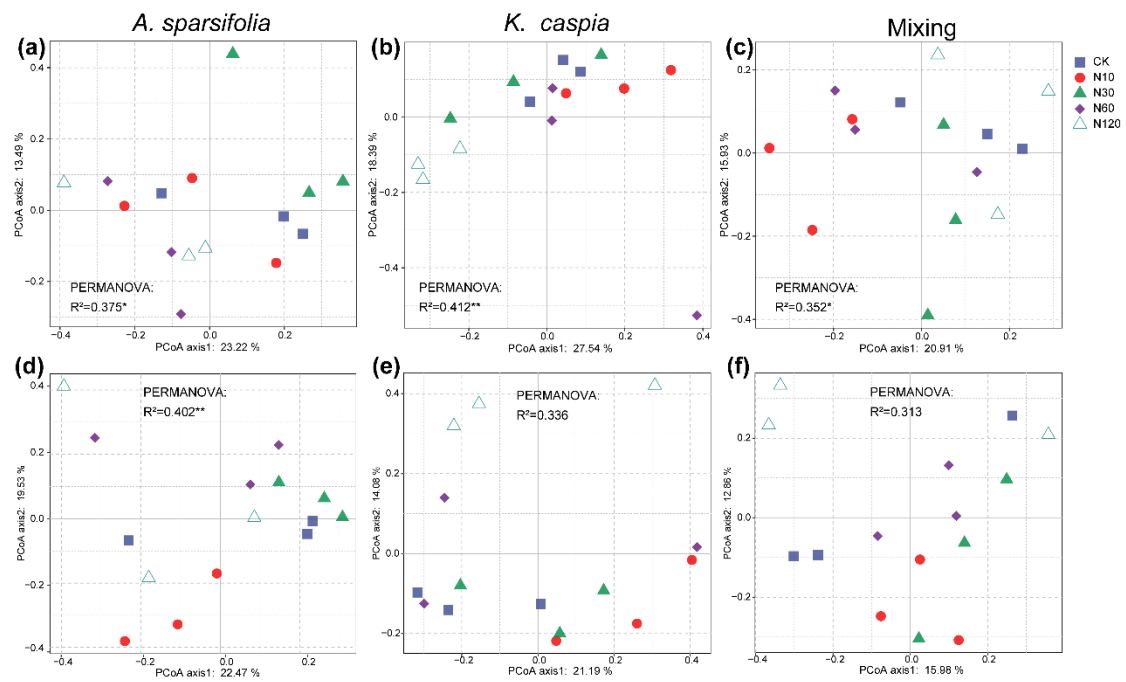 A. sparsifolia
K. caspia
Mixing
(a)
0.4
0.2
0.0
−0.2
PCoA axis2: 13.49 %
PERMANOVA:
R²=0.375*
−0.4
−0.2
0.0
0.2
PCoA axis1: 23.22 %
(b)
0.2
0.0
−0.2
−0.4
PCoA axis2: 18.39 %
PERMANOVA:
R²=0.412**
−0.2
0.0
0.2
0.4
PCoA axis1: 27.54 %
(c)
0.2
0.0
−0.2
−0.4
PCoA axis2: 15.93 %
PERMANOVA:
R²=0.352*
−0.4
−0.2
0.0
0.2
PCoA axis1: 20.91 %
CK
N10
N30
N60
N120
(d)
0.4
0.2
0.0
−0.2
−0.4
PCoA axis2: 19.53 %
PERMANOVA:
R²=0.402**
−0.4
−0.2
0.0
0.2
PCoA axis1: 22.47 %
(e)
0.4
0.2
0.0
−0.2
PCoA axis2: 14.08 %
PERMANOVA:
R²=0.336
−0.2
0.0
0.2
0.4
PCoA axis1: 21.19 %
(f)
0.2
0.0
−0.2
PCoA axis2: 12.86 %
PERMANOVA:
R²=0.313
−0.4
−0.2
0.0
0.2
PCoA axis1: 15.98 %